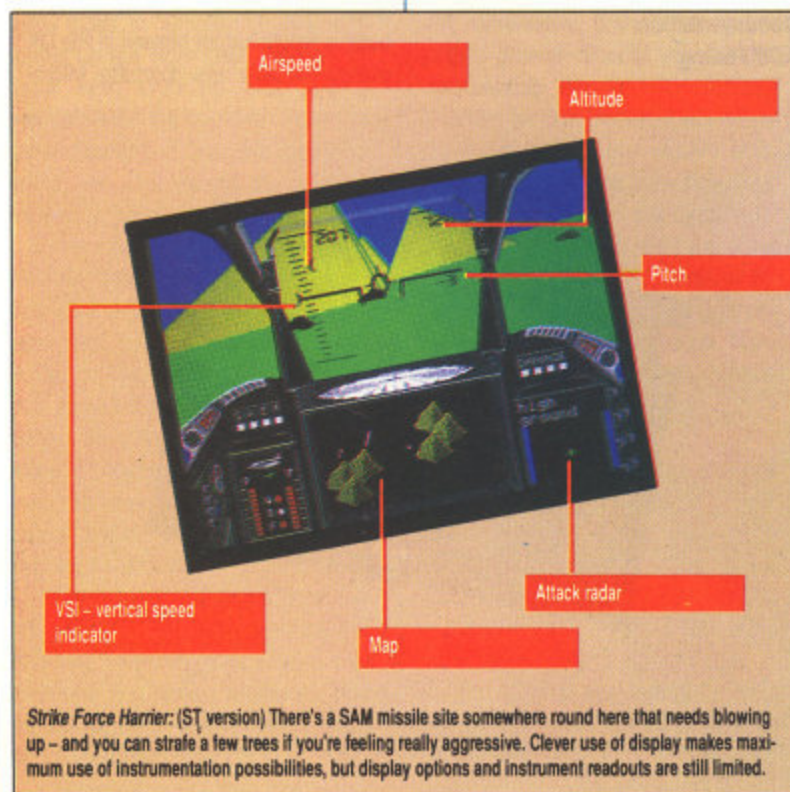 Airspeed
Altitude
Pitch
high
ground
VSI – vertical speed
indicator
Attack radar
Map
Strike Force Harrier: (ST version) There's a SAM missile site somewhere round here that needs blowing
up – and you can strafe a few trees if you're feeling really aggressive. Clever use of display makes maxi-
mum use of instrumentation possibilities, but display options and instrument readouts are still limited.